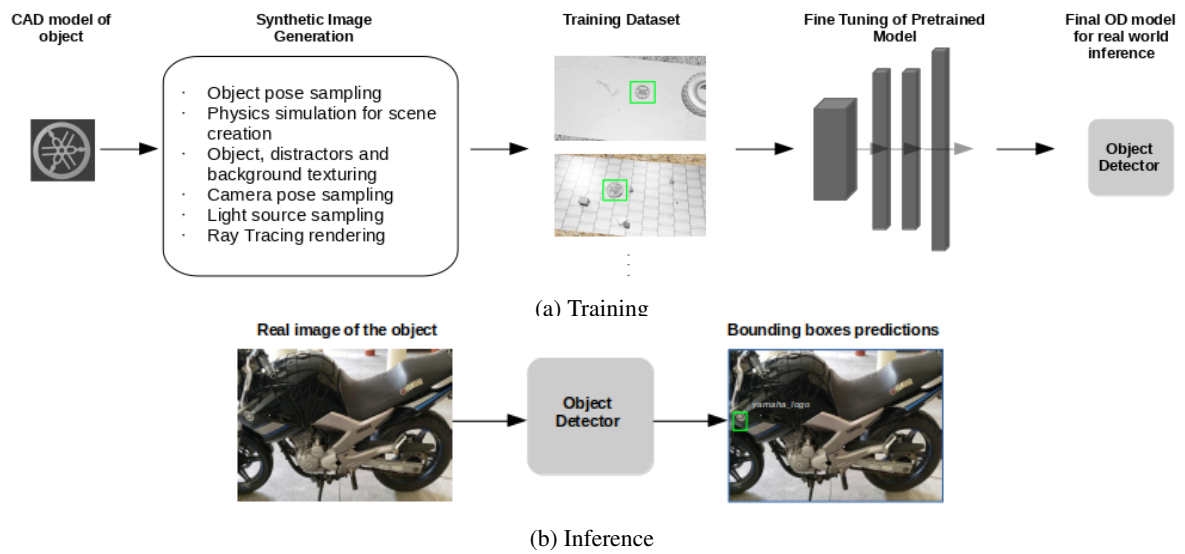 CAD model of
object
Synthetic Image
Generation
Training Dataset
Fine Tuning of Pretrained
Model
Final OD model
for real world
inference
· Object pose sampling
· Physics simulation for scene
creation
· Object, distractors and
background texturing
· Camera pose sampling
· Light source sampling
· Ray Tracing rendering
Object
Detector
(a) Training
Real image of the object
Bounding boxes predictions
Object
Detector
yamaha_logo
(b) Inference